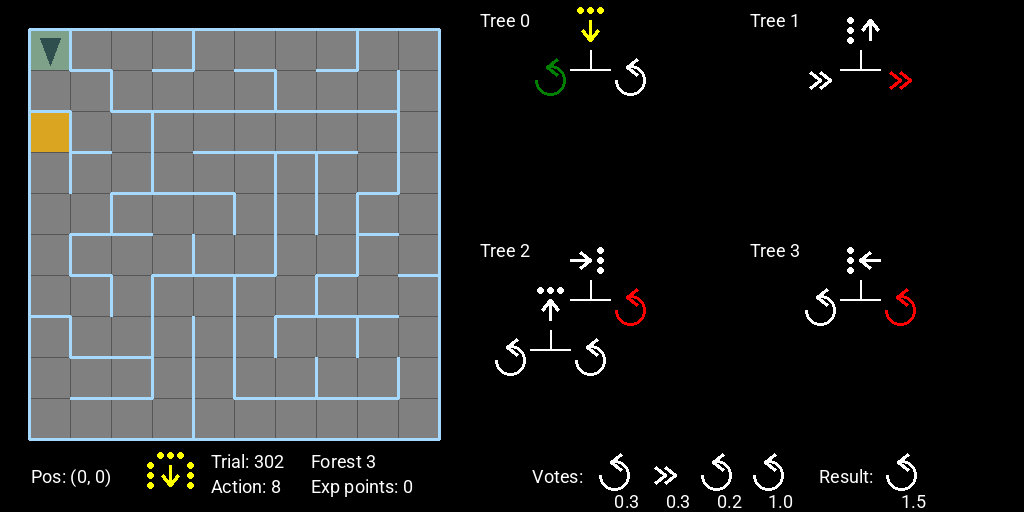 Tree 0
Tree 1
Tree 2
Tree 3
Pos: (0, 0)
Trial: 302
Forest 3
Action: 8
Exp points: 0
Votes:
0.3
0.3
0.2
1.0
Result:
1.5